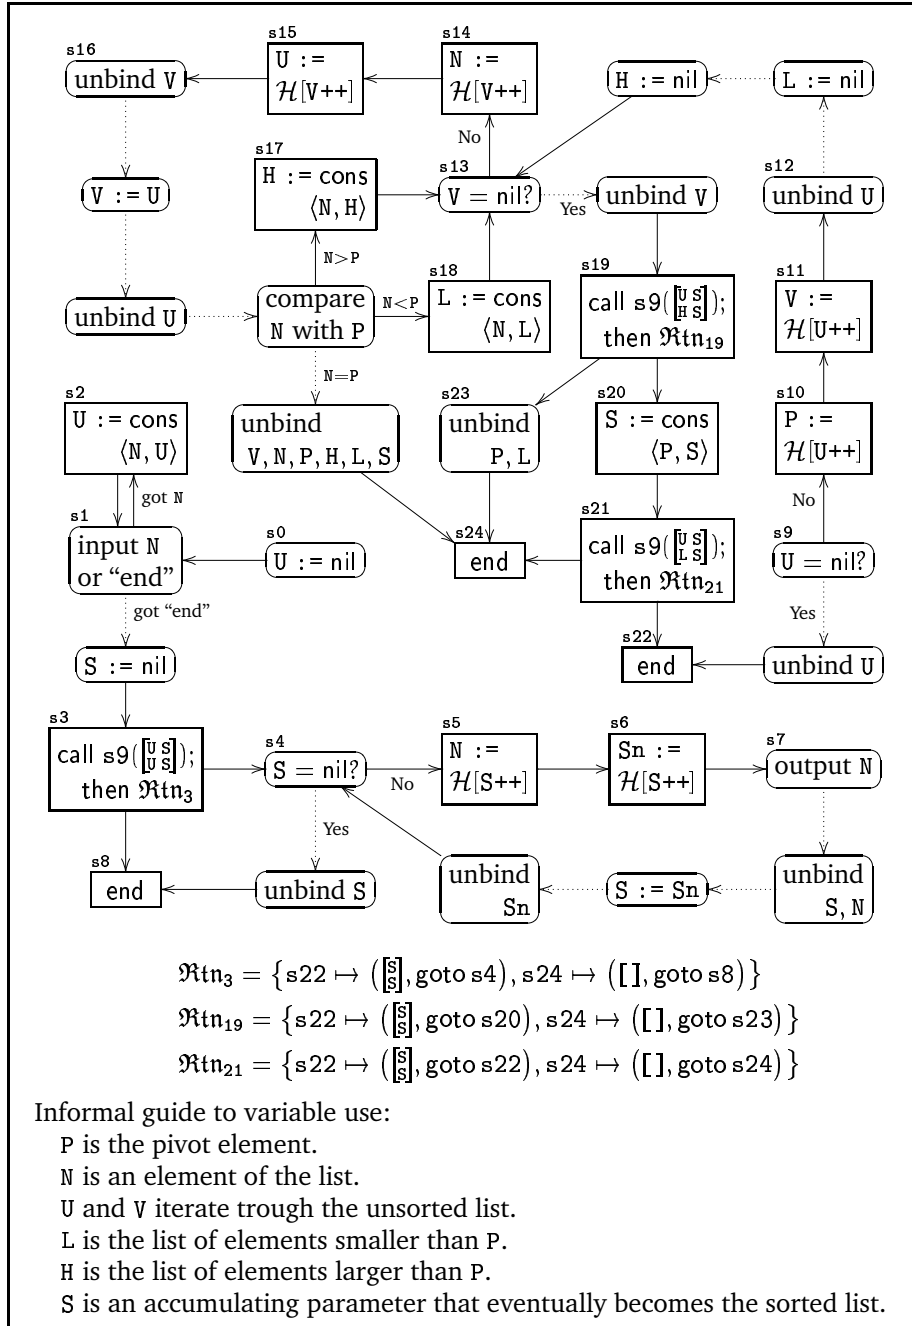 s16
unbind V
s15
U :=
ℋ[V++]
s14
N :=
ℋ[V++]
H := nil
L := nil
No
s17
H := cons
⟨N, H⟩
s13
V = nil?
Yes
unbind V
s12
unbind U
V := U
N>P
unbind U
compare
N with P
N<P
s18
L := cons
⟨N, L⟩
s19
call s9([U S]
[H S]);
then ℜtn19
s11
V :=
ℋ[U++]
N=P
s2
U := cons
⟨N, U⟩
unbind
V, N, P, H, L, S
s23
unbind
P, L
s20
S := cons
⟨P, S⟩
s10
P :=
ℋ[U++]
got N
No
s1
input N
or “end”
s0
U := nil
s24
end
s21
call s9([U S]
[L S]);
then ℜtn21
s9
U = nil?
got “end”
Yes
S := nil
s22
end
unbind U
s3
call s9([U S]
[U S]);
then ℜtn3
s4
S = nil?
No
s5
N :=
ℋ[S++]
s6
Sn :=
ℋ[S++]
s7
output N
Yes
s8
end
unbind S
unbind
Sn
S := Sn
unbind
S, N
ℜtn3 = {s22 ↦ ([S S], goto s4), s24 ↦ ([ ], goto s8)}
ℜtn19 = {s22 ↦ ([S S], goto s20), s24 ↦ ([ ], goto s23)}
ℜtn21 = {s22 ↦ ([S S], goto s22), s24 ↦ ([ ], goto s24)}
Informal guide to variable use:
P is the pivot element.
N is an element of the list.
U and V iterate trough the unsorted list.
L is the list of elements smaller than P.
H is the list of elements larger than P.
S is an accumulating parameter that eventually becomes the sorted list.